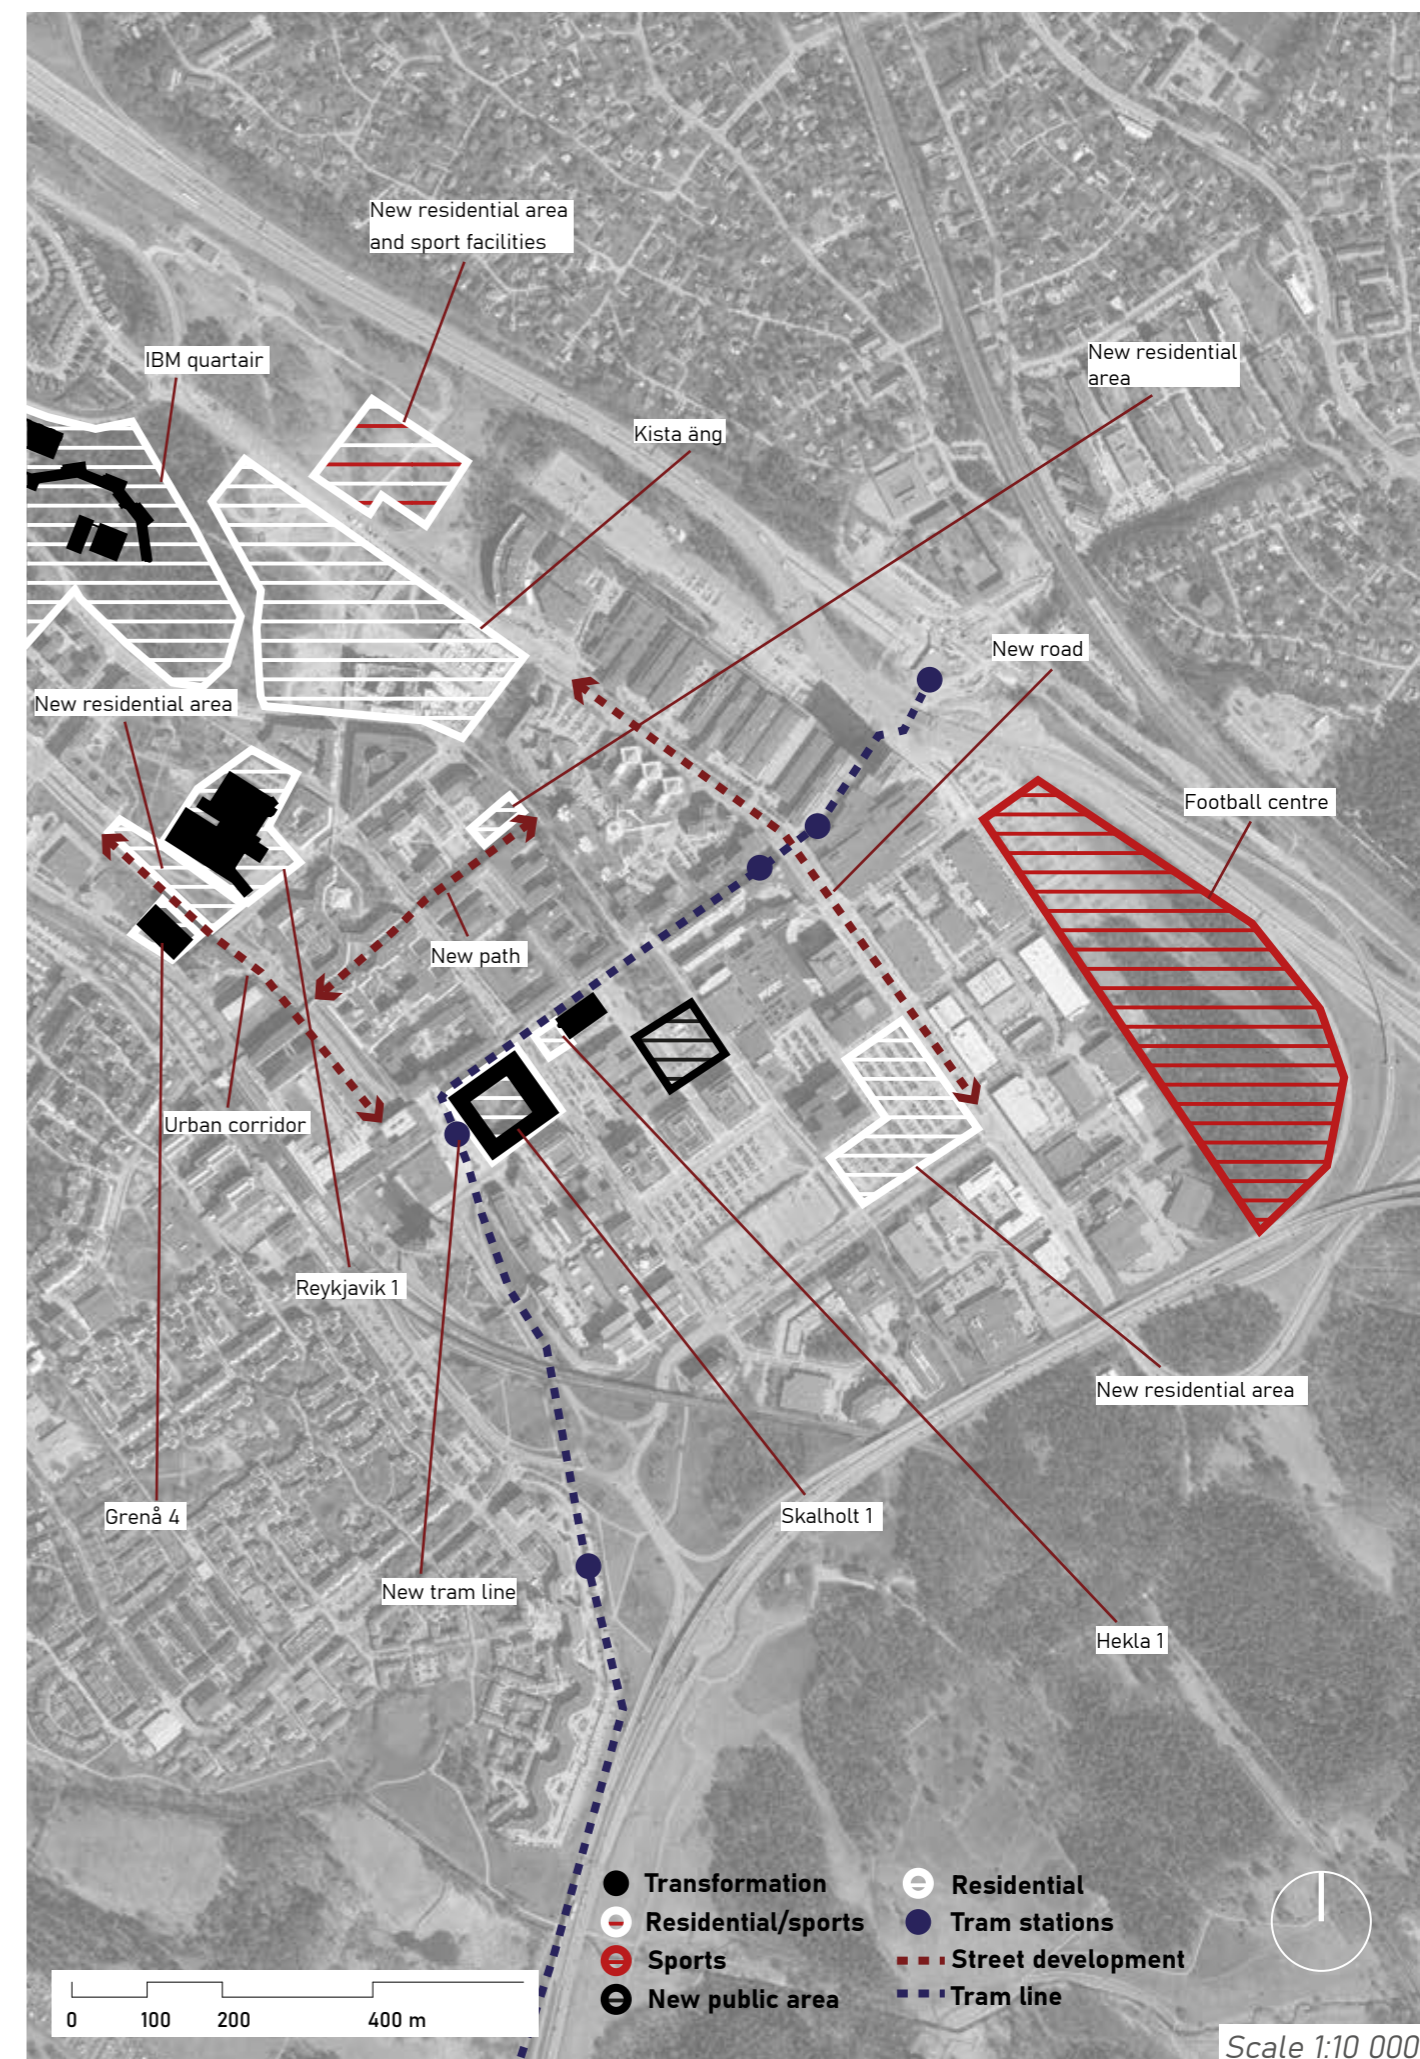 New residential area
and sport facilities
IBM quartair
New residential
area
Kista äng
New road
New residential area
Football centre
New path
Urban corridor
Reykjavik 1
New residential area
Grenå 4
Skalholt 1
New tram line
Hekla 1
Transformation
Residential/sports
Sports
New public area
Residential
Tram stations
Street development
Tram line
0 100 200 400 m
Scale 1:10 000